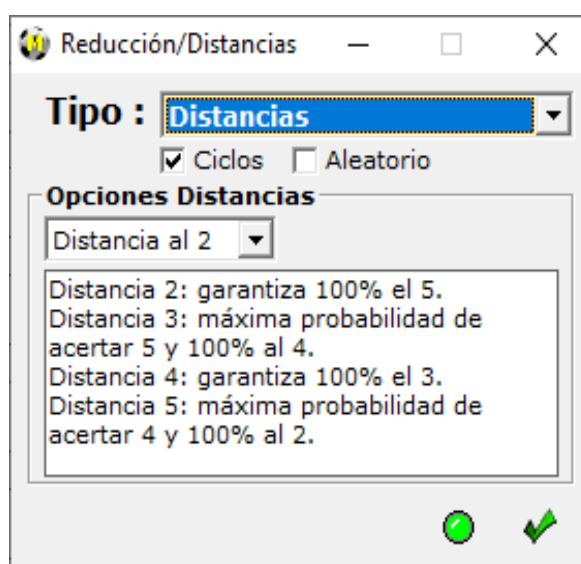 Reducción/Distancias
Tipo : Distancias
Ciclos Aleatorio
Opciones Distancias
Distancia al 2
Distancia 2: garantiza 100% el 5.
Distancia 3: máxima probabilidad de
acertar 5 y 100% al 4.
Distancia 4: garantiza 100% el 3.
Distancia 5: máxima probabilidad de
acertar 4 y 100% al 2.